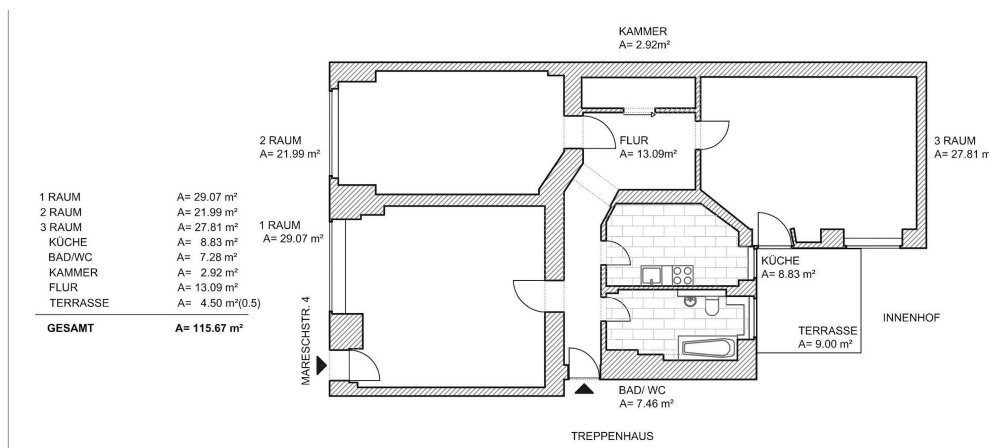 KAMMER
A= 2.92m²
2 RAUM
A= 21.99 m²
FLUR
A= 13.09m²
3 RAUM
A= 27.81 m
1 RAUM A= 29.07 m²
2 RAUM A= 21.99 m²
3 RAUM A= 27.81 m²
KÜCHE A= 8.83 m²
BAD/WC A= 7.28 m²
KAMMER A= 2.92 m²
FLUR A= 13.09 m²
TERRASSE A= 4.50 m²(0.5)
GESAMT A= 115.67 m²
1 RAUM
A= 29.07 m²
KÜCHE
A= 8.83 m²
MARESCHSTR. 4
TERRASSE
A= 9.00 m²
INNENHOF
BAD/ WC
A= 7.46 m²
TREPPENHAUS